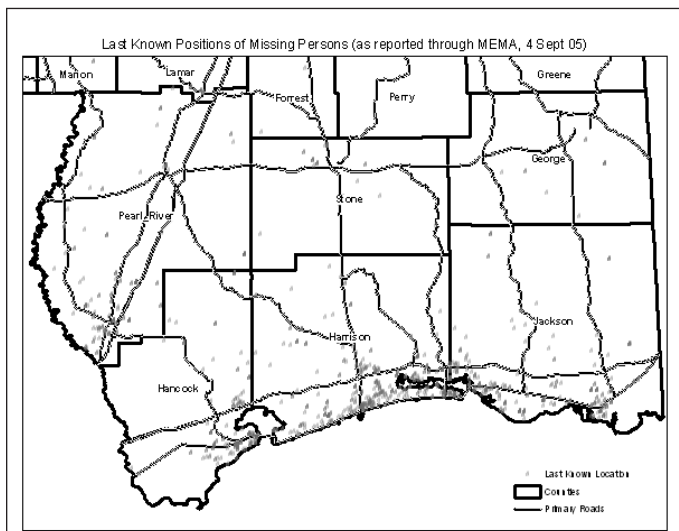 Last Known Positions of Missing Persons (as reported through MEMA, 4 Sept 05)
Marion
Lamar
Greene
Forrest
Perry
George
Stone
Pearl River
Jackson
Harrison
Hancock
Last Known Location
Counties
Primary Roads